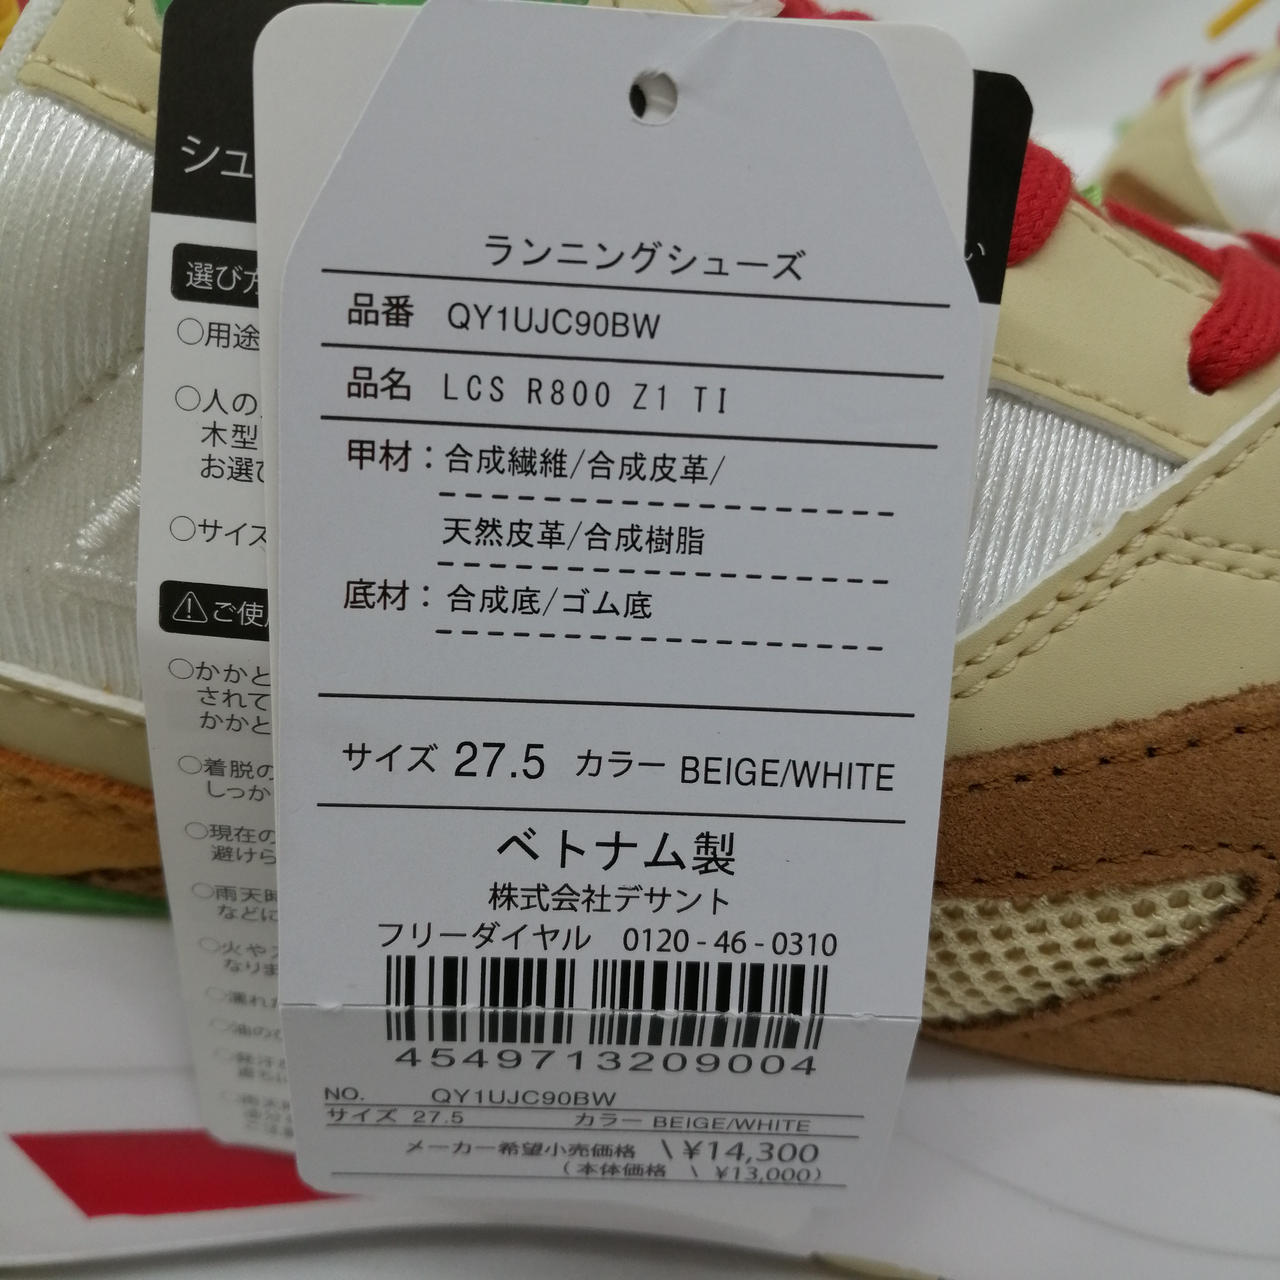 シュ
い
選び方
○用途
○人の
木型
お選び
○サイズ
⚠ご使
○かかと
されて
かかと
○着脱の
しっか
○現在の
避けら
○雨天時
などに
○火や
なりま
ランニングシューズ
品番 QY1UJC90BW
品名 LCS R800 Z1 TI
甲材：合成繊維/合成皮革/
天然皮革/合成樹脂
底材：合成底/ゴム底
サイズ 27.5 カラー BEIGE/WHITE
ベトナム製
株式会社デサント
フリーダイヤル 0120-46-0310
4549713209004
NO. QY1UJC90BW
サイズ 27.5 カラー BEIGE/WHITE
メーカー希望小売価格 \ ¥14,300
(本体価格 \ ¥13,000)